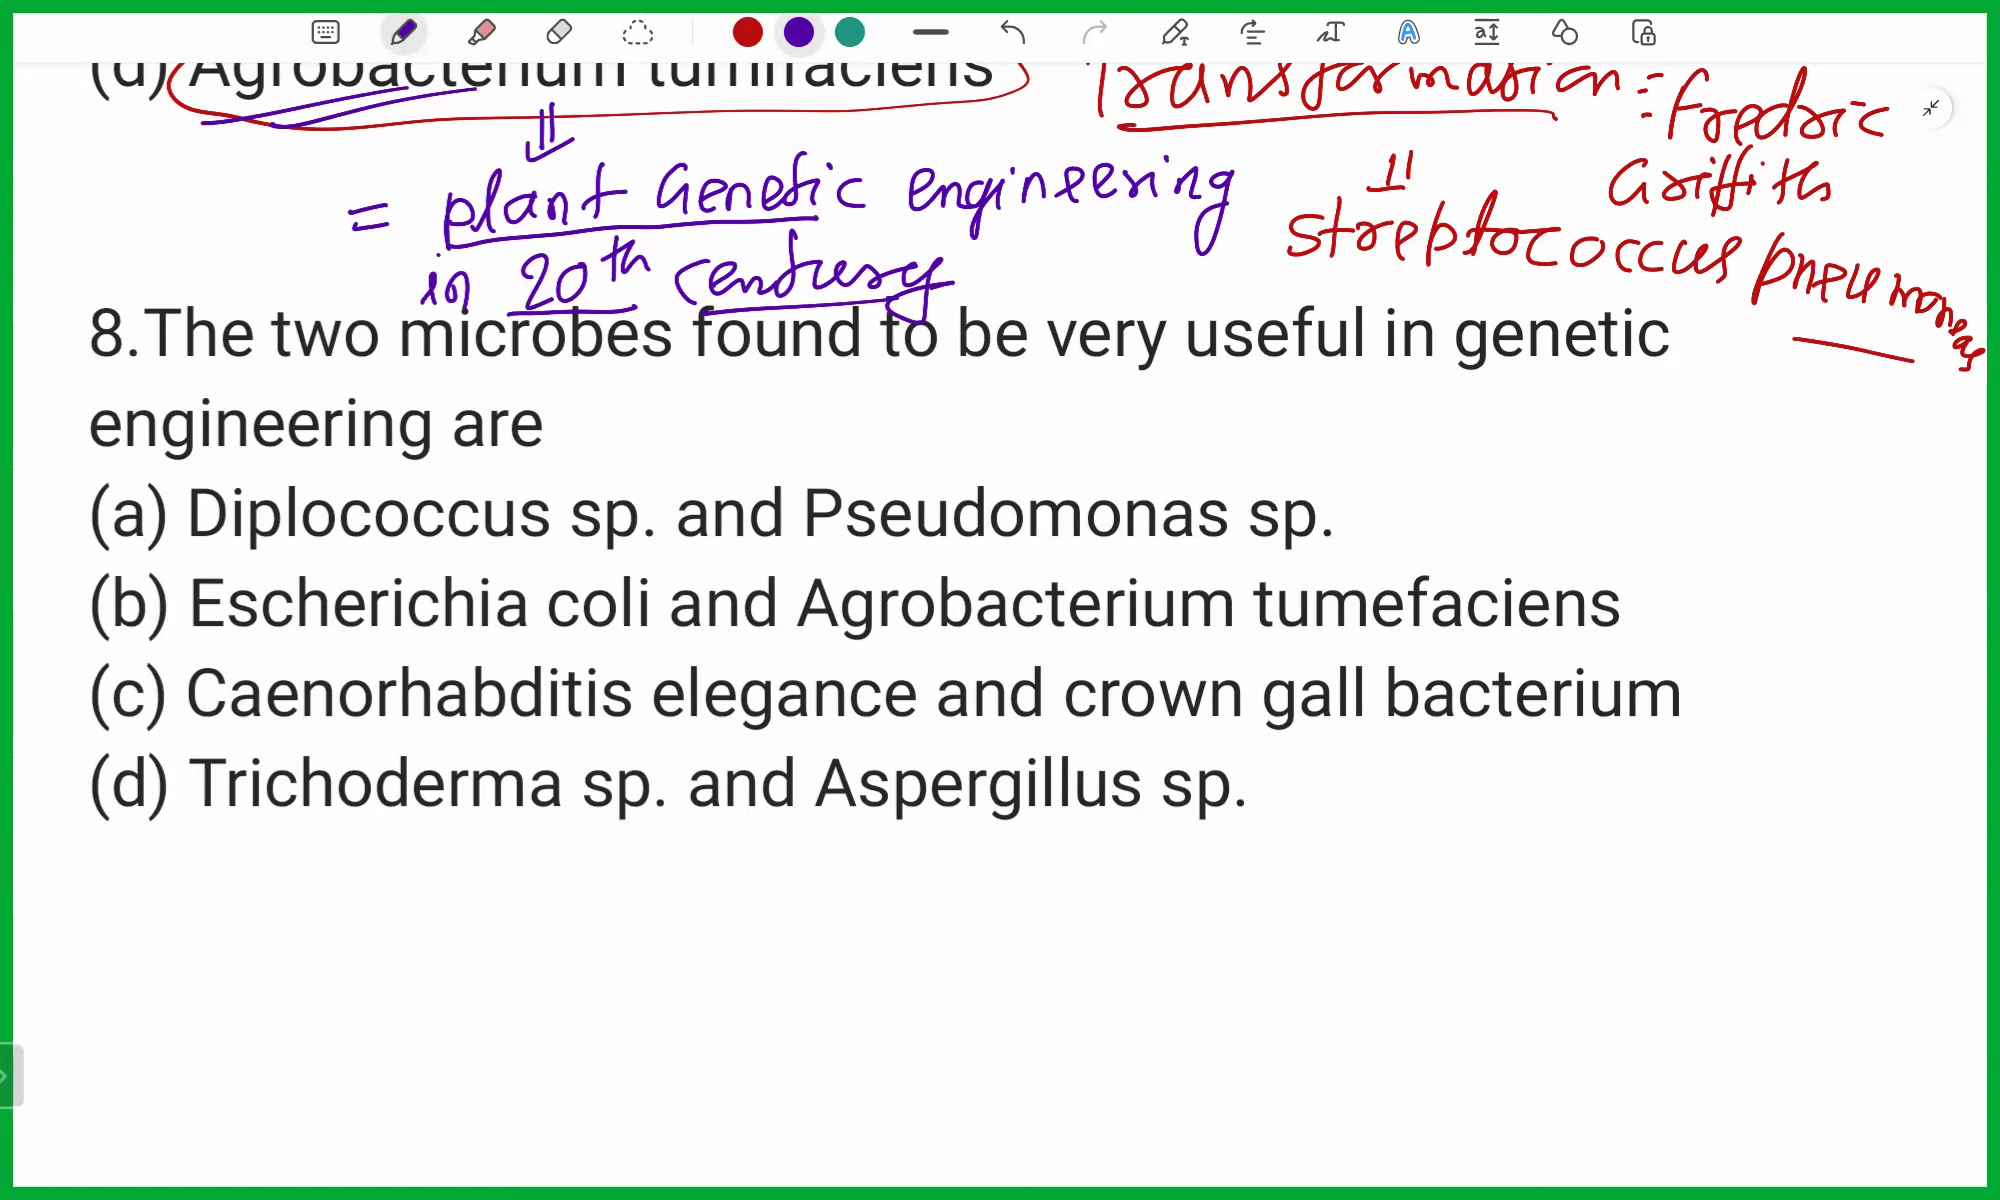 (d) Agrobacterium tumifaciens
Transformation = Fredric
Griffith
= plant Genetic engineering
streptococcus pneumoneae
in 20th century
8.The two microbes found to be very useful in genetic
engineering are
(a) Diplococcus sp. and Pseudomonas sp.
(b) Escherichia coli and Agrobacterium tumefaciens
(c) Caenorhabditis elegance and crown gall bacterium
(d) Trichoderma sp. and Aspergillus sp.